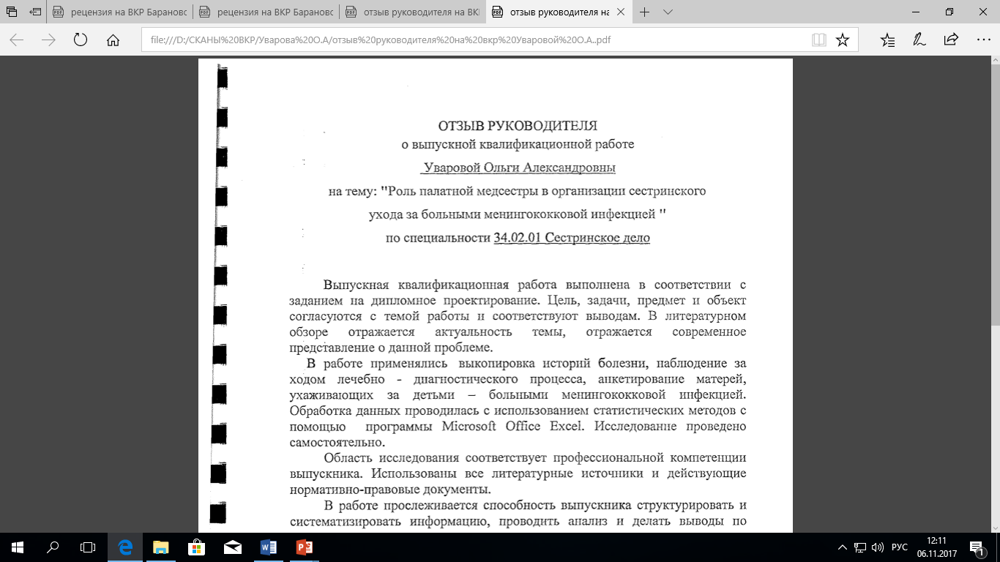 рецензия на ВКР Барановс
рецензия на ВКР Барановс
отзыв руководителя на ВКІ
отзыв руководителя на
file:///D:/СКАНЫ%20ВКР/Уварова%20О.А/отзыв%20руководителя%20на%20вкр%20Уваровой%20О.А..pdf
ОТЗЫВ РУКОВОДИТЕЛЯ
о выпускной квалификационной работе
Уваровой Ольги Александровны
на тему: "Роль палатной медсестры в организации сестринского
ухода за больными менингококковой инфекцией "
по специальности 34.02.01 Сестринское дело
Выпускная квалификационная работа выполнена в соответствии с
заданием на дипломное проектирование. Цель, задачи, предмет и объект
согласуются с темой работы и соответствуют выводам. В литературном
обзоре отражается актуальность темы, отражается современное
представление о данной проблеме.
В работе применялись выкопировка историй болезни, наблюдение за
ходом лечебно - диагностического процесса, анкетирование матерей,
ухаживающих за детьми – больными менингококковой инфекцией.
Обработка данных проводилась с использованием статистических методов с
помощью программы Microsoft Office Excel. Исследование проведено
самостоятельно.
Область исследования соответствует профессиональной компетенции
выпускника. Использованы все литературные источники и действующие
нормативно-правовые документы.
В работе прослеживается способность выпускника структурировать и
систематизировать информацию, проводить анализ и делать выводы по
РУС
12:11
06.11.2017
1